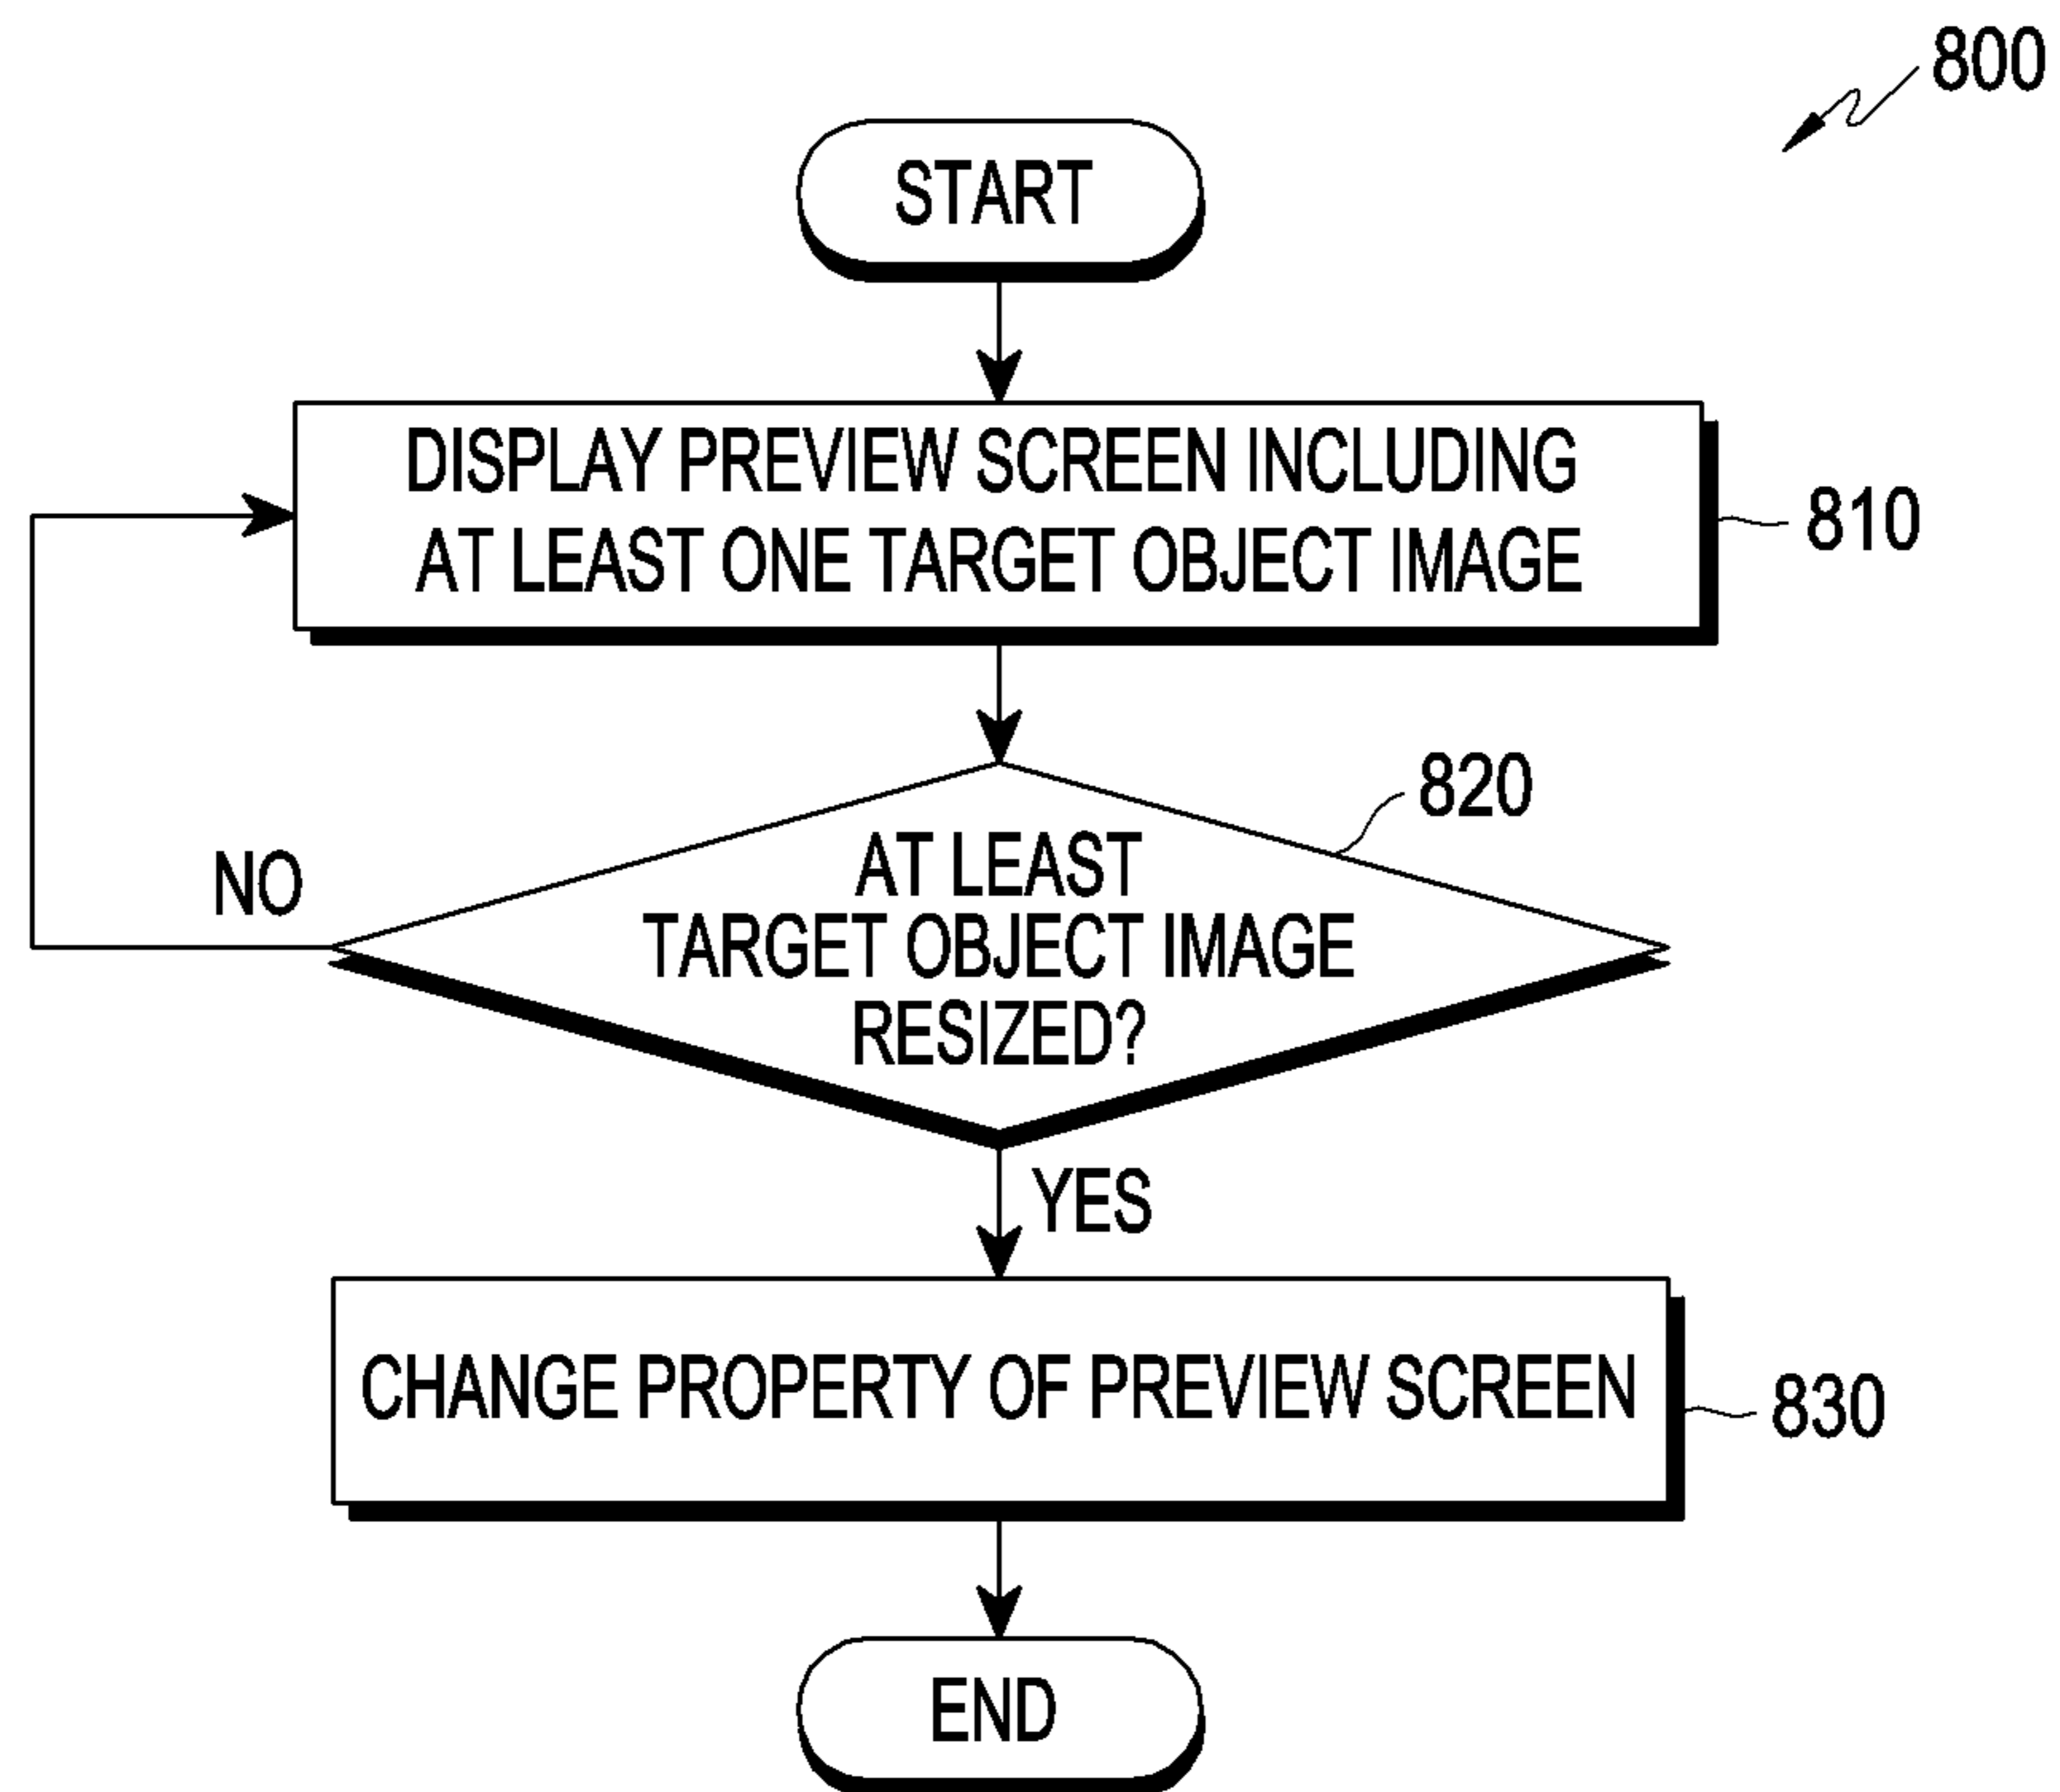 800
START
DISPLAY PREVIEW SCREEN INCLUDING
AT LEAST ONE TARGET OBJECT IMAGE
810
820
AT LEAST
TARGET OBJECT IMAGE
RESIZED?
NO
YES
CHANGE PROPERTY OF PREVIEW SCREEN
830
END